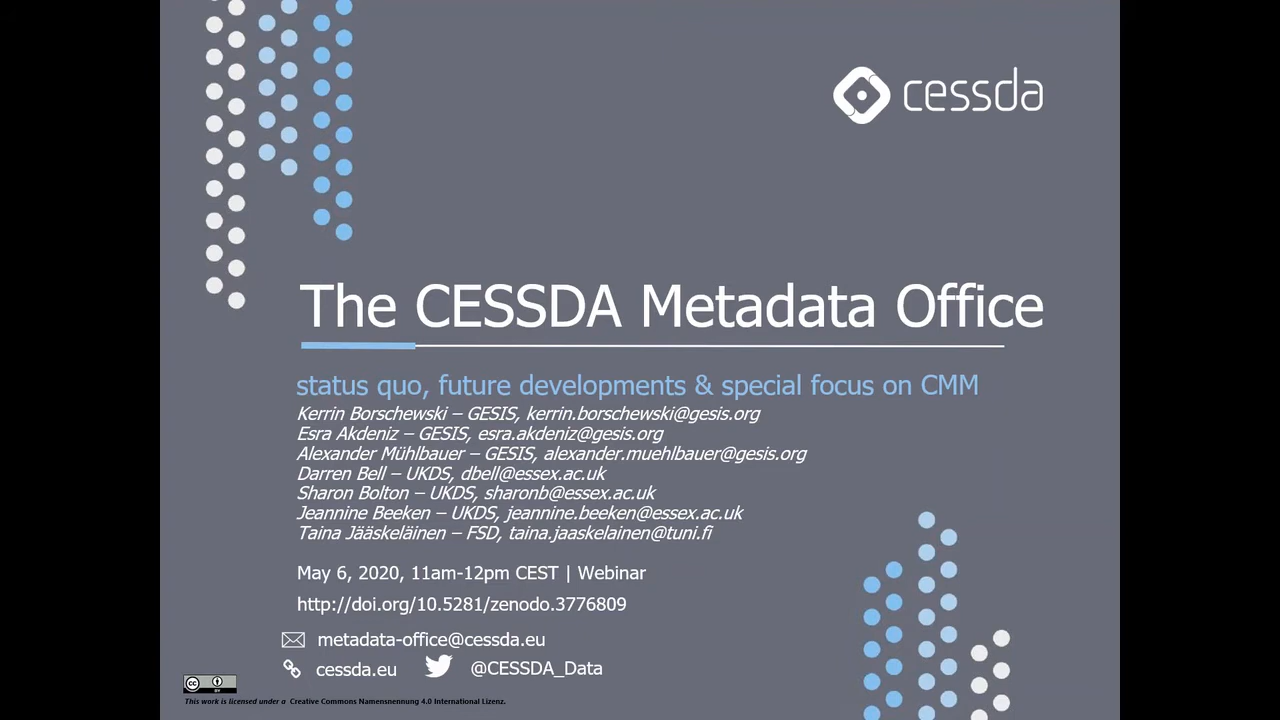 cessda
The CESSDA Metadata Office
status quo, future developments & special focus on CMM
Kerrin Borschewski – GESIS, kerrin.borschewski@gesis.org
Esra Akdeniz – GESIS, esra.akdeniz@gesis.org
Alexander Mühlbauer – GESIS, alexander.muehlbauer@gesis.org
Darren Bell – UKDS, dbell@essex.ac.uk
Sharon Bolton – UKDS, sharonb@essex.ac.uk
Jeannine Beeken – UKDS, jeannine.beeken@essex.ac.uk
Taina Jääskeläinen – FSD, taina.jaaskelainen@tuni.fi
May 6, 2020, 11am-12pm CEST | Webinar
http://doi.org/10.5281/zenodo.3776809
metadata-office@cessda.eu
cessda.eu @CESSDA_Data
cc BY
This work is licensed under a Creative Commons Namensnennung 4.0 International Lizenz.